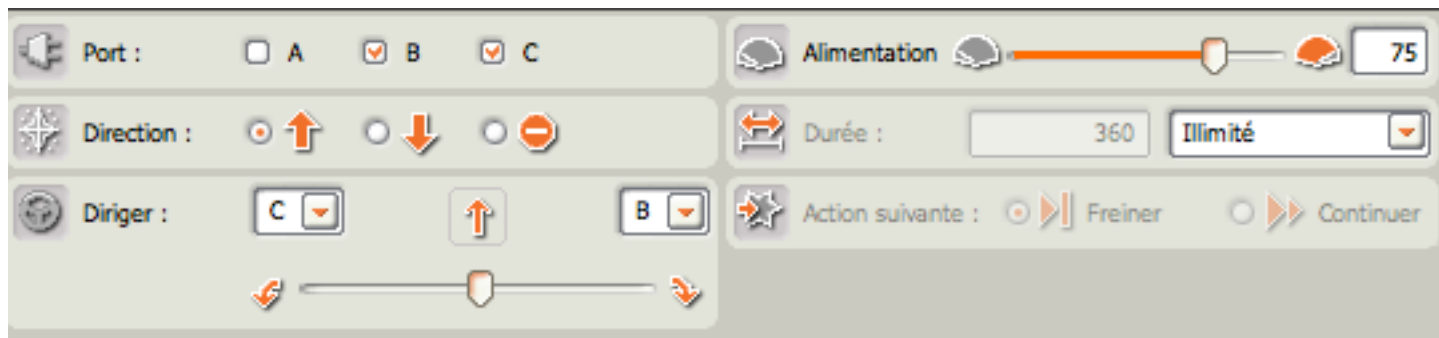 Port : A B C
Alimentation 75
Direction :
Durée : 360 Illimité
Diriger : C B
Action suivante : Freiner Continuer